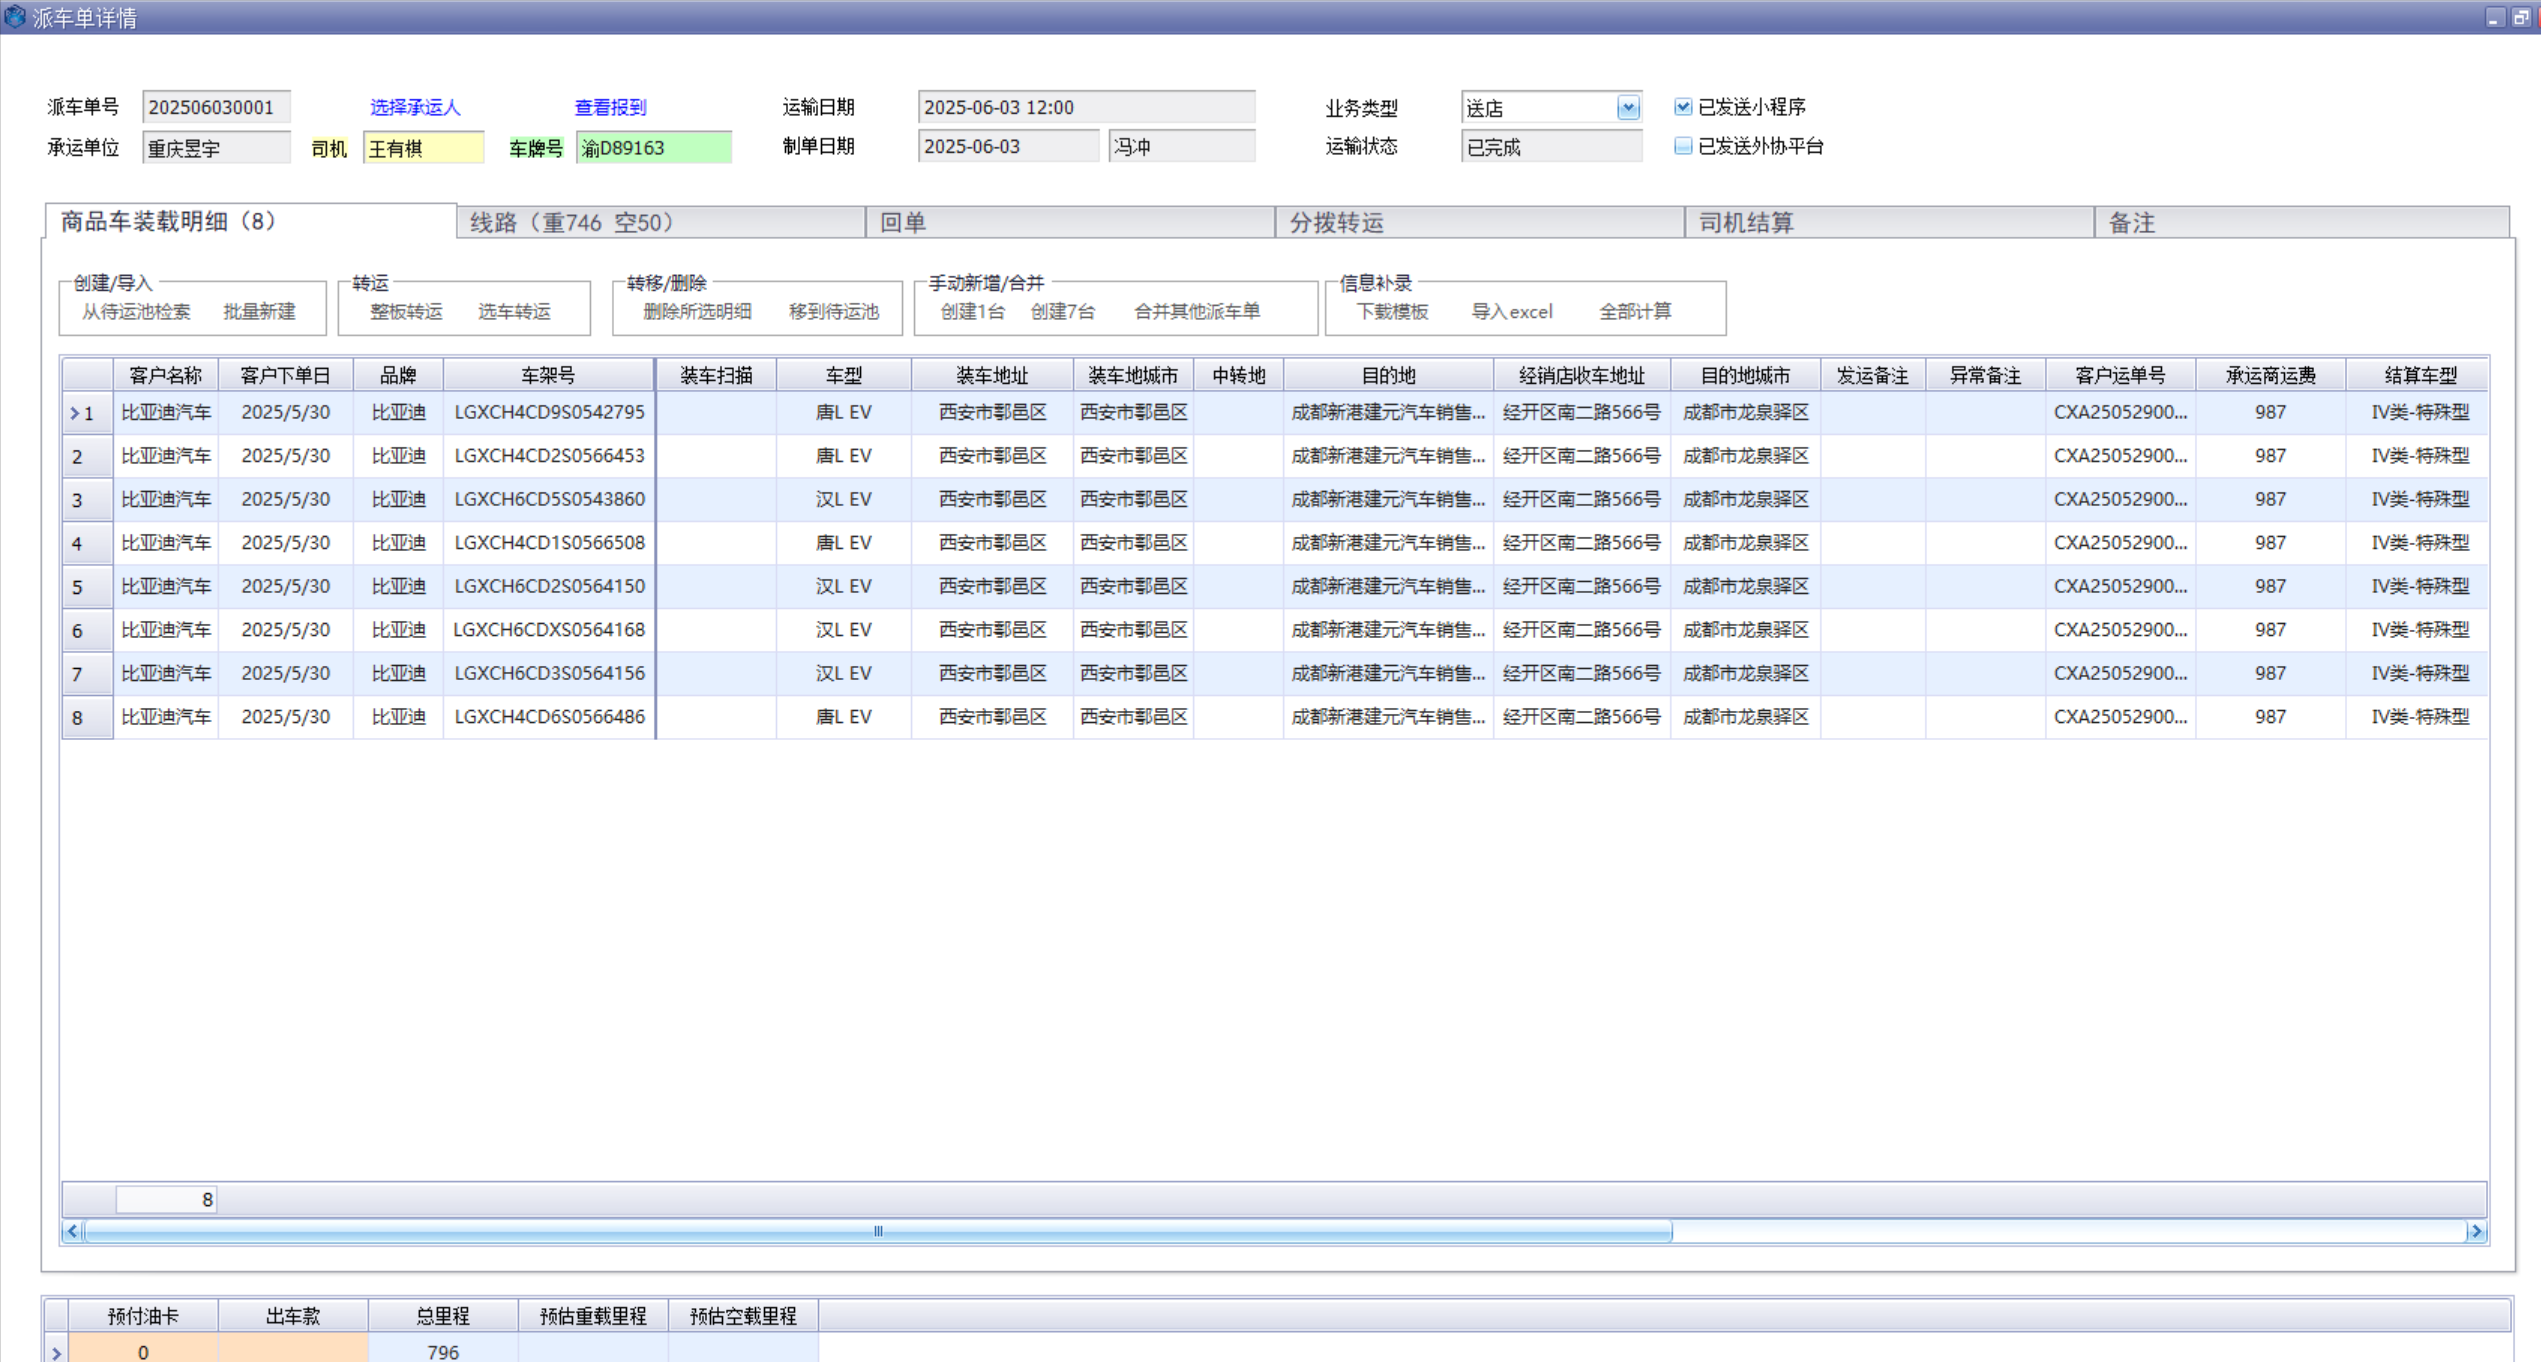 派车单详情
派车单号 202506030001 选择承运人 查看报到 运输日期 2025-06-03 12:00 业务类型 送店 已发送小程序
承运单位 重庆昱宇 司机 王有棋 车牌号 渝D89163 制单日期 2025-06-03 冯冲 运输状态 已完成 已发送外协平台
商品车装载明细（8） 线路（重746 空50） 回单 分拨转运 司机结算 备注
创建/导入 转运 转移/删除 手动新增/合并 信息补录
从待运池检索 批量新建 整板转运 选车转运 删除所选明细 移到待运池 创建1台 创建7台 合并其他派车单 下载模板 导入excel 全部计算
客户名称 客户下单日 品牌 车架号 装车扫描 车型 装车地址 装车地城市 中转地 目的地 经销店收车地址 目的地城市 发运备注 异常备注 客户运单号 承运商运费 结算车型
1 比亚迪汽车 2025/5/30 比亚迪 LGXCH4CD9S0542795 唐L EV 西安市鄠邑区 西安市鄠邑区 成都新港建元汽车销售... 经开区南二路566号 成都市龙泉驿区 CXA25052900... 987 IV类-特殊型
2 比亚迪汽车 2025/5/30 比亚迪 LGXCH4CD2S0566453 唐L EV 西安市鄠邑区 西安市鄠邑区 成都新港建元汽车销售... 经开区南二路566号 成都市龙泉驿区 CXA25052900... 987 IV类-特殊型
3 比亚迪汽车 2025/5/30 比亚迪 LGXCH6CD5S0543860 汉L EV 西安市鄠邑区 西安市鄠邑区 成都新港建元汽车销售... 经开区南二路566号 成都市龙泉驿区 CXA25052900... 987 IV类-特殊型
4 比亚迪汽车 2025/5/30 比亚迪 LGXCH4CD1S0566508 唐L EV 西安市鄠邑区 西安市鄠邑区 成都新港建元汽车销售... 经开区南二路566号 成都市龙泉驿区 CXA25052900... 987 IV类-特殊型
5 比亚迪汽车 2025/5/30 比亚迪 LGXCH6CD2S0564150 汉L EV 西安市鄠邑区 西安市鄠邑区 成都新港建元汽车销售... 经开区南二路566号 成都市龙泉驿区 CXA25052900... 987 IV类-特殊型
6 比亚迪汽车 2025/5/30 比亚迪 LGXCH6CDXS0564168 汉L EV 西安市鄠邑区 西安市鄠邑区 成都新港建元汽车销售... 经开区南二路566号 成都市龙泉驿区 CXA25052900... 987 IV类-特殊型
7 比亚迪汽车 2025/5/30 比亚迪 LGXCH6CD3S0564156 汉L EV 西安市鄠邑区 西安市鄠邑区 成都新港建元汽车销售... 经开区南二路566号 成都市龙泉驿区 CXA25052900... 987 IV类-特殊型
8 比亚迪汽车 2025/5/30 比亚迪 LGXCH4CD6S0566486 唐L EV 西安市鄠邑区 西安市鄠邑区 成都新港建元汽车销售... 经开区南二路566号 成都市龙泉驿区 CXA25052900... 987 IV类-特殊型
8
预付油卡 出车款 总里程 预估重载里程 预估空载里程
0 796